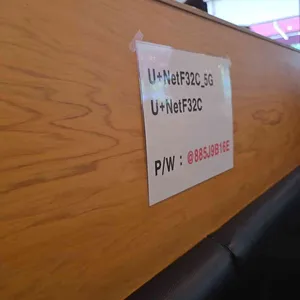 U+NetF32C_5G
U+NetF32C
P/W : @885J9B16E